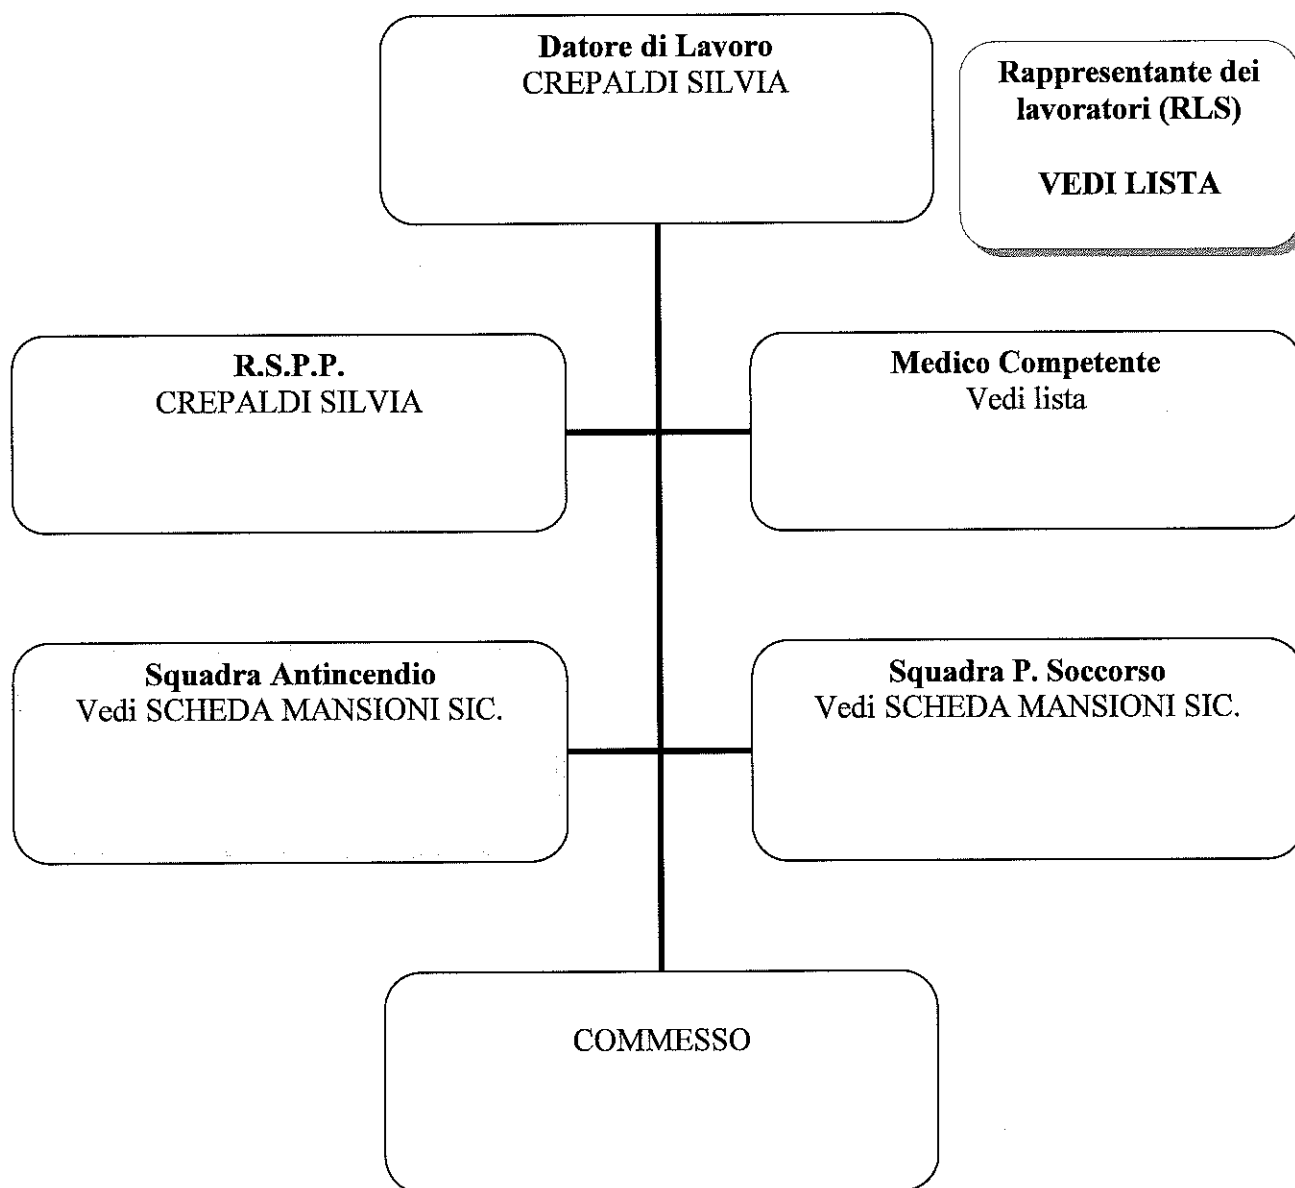 Datore di Lavoro
CREPALDI SILVIA
Rappresentante dei
lavoratori (RLS)
VEDI LISTA
R.S.P.P.
CREPALDI SILVIA
Medico Competente
Vedi lista
Squadra Antincendio
Vedi SCHEDA MANSIONI SIC.
Squadra P. Soccorso
Vedi SCHEDA MANSIONI SIC.
COMMESSO